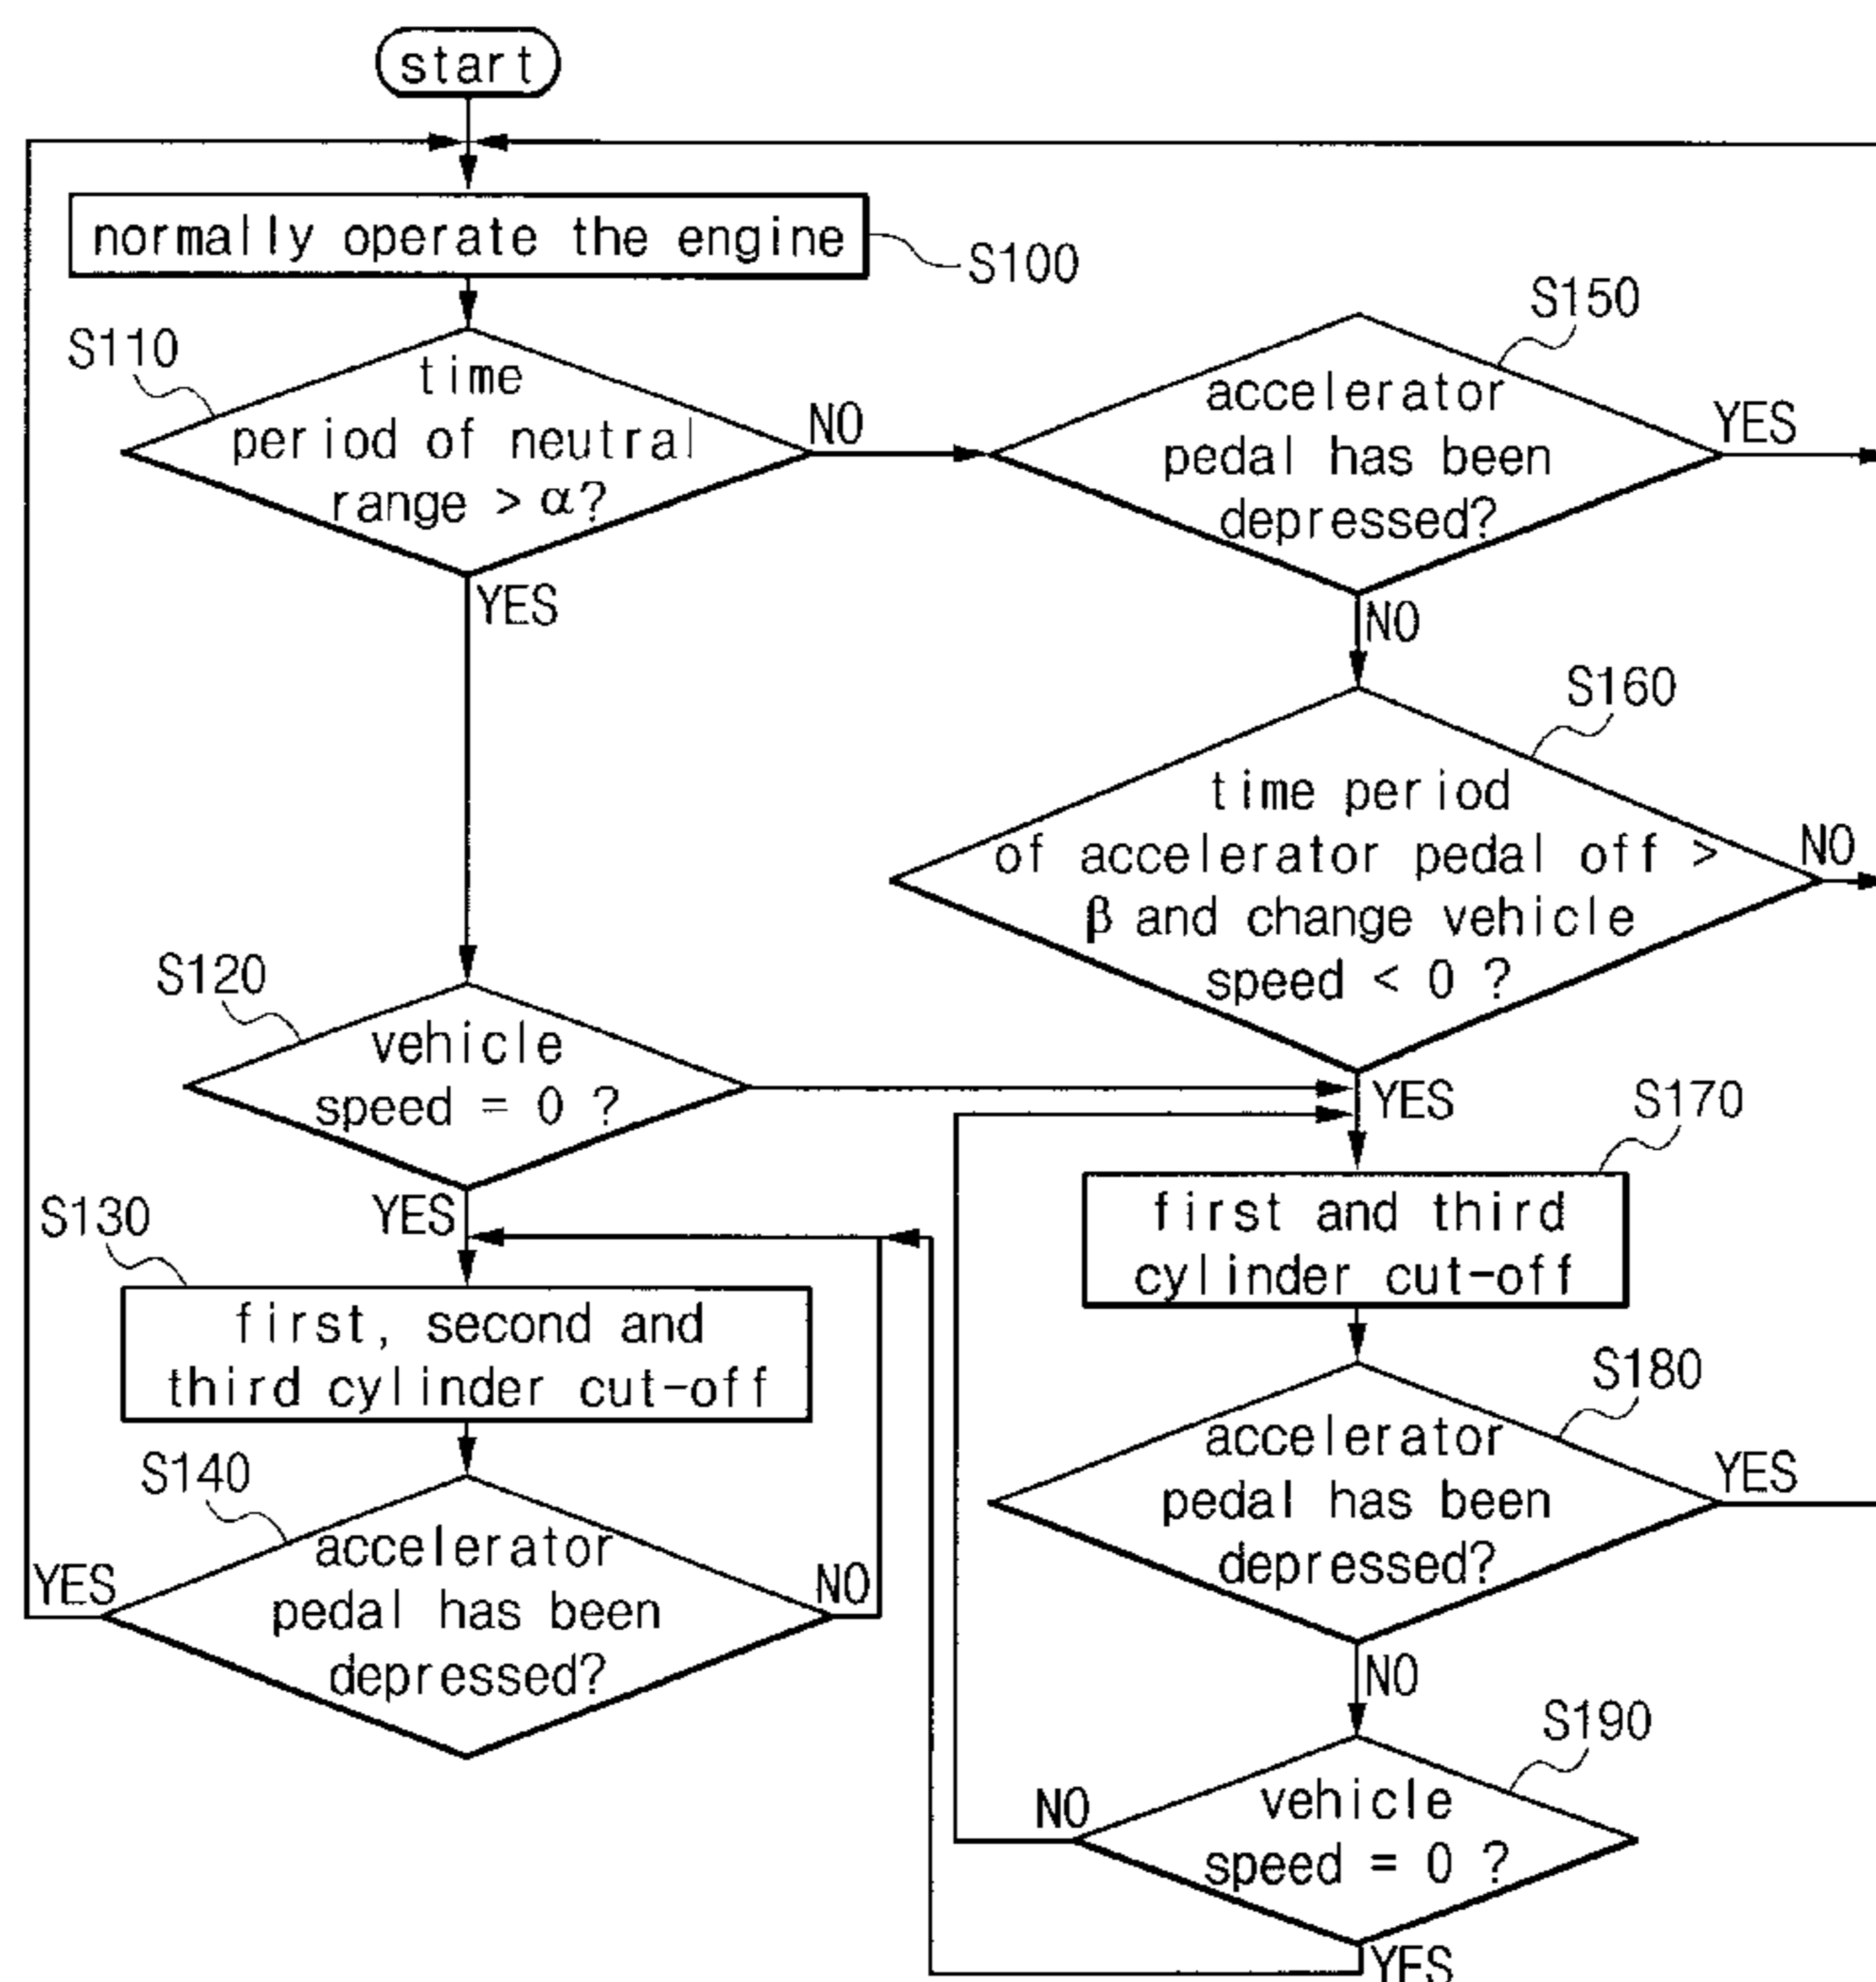 start
normally operate the engine
S100
S110
time
period of neutral
range > α?
NO
YES
S150
accelerator
pedal has been
depressed?
YES
NO
S160
time period
of accelerator pedal off >
β and change vehicle
speed < 0 ?
NO
YES
S120
vehicle
speed = 0 ?
YES
S130
first, second and
third cylinder cut-off
S140
accelerator
pedal has been
depressed?
YES
NO
S170
first and third
cylinder cut-off
S180
accelerator
pedal has been
depressed?
YES
NO
S190
vehicle
speed = 0 ?
NO
YES